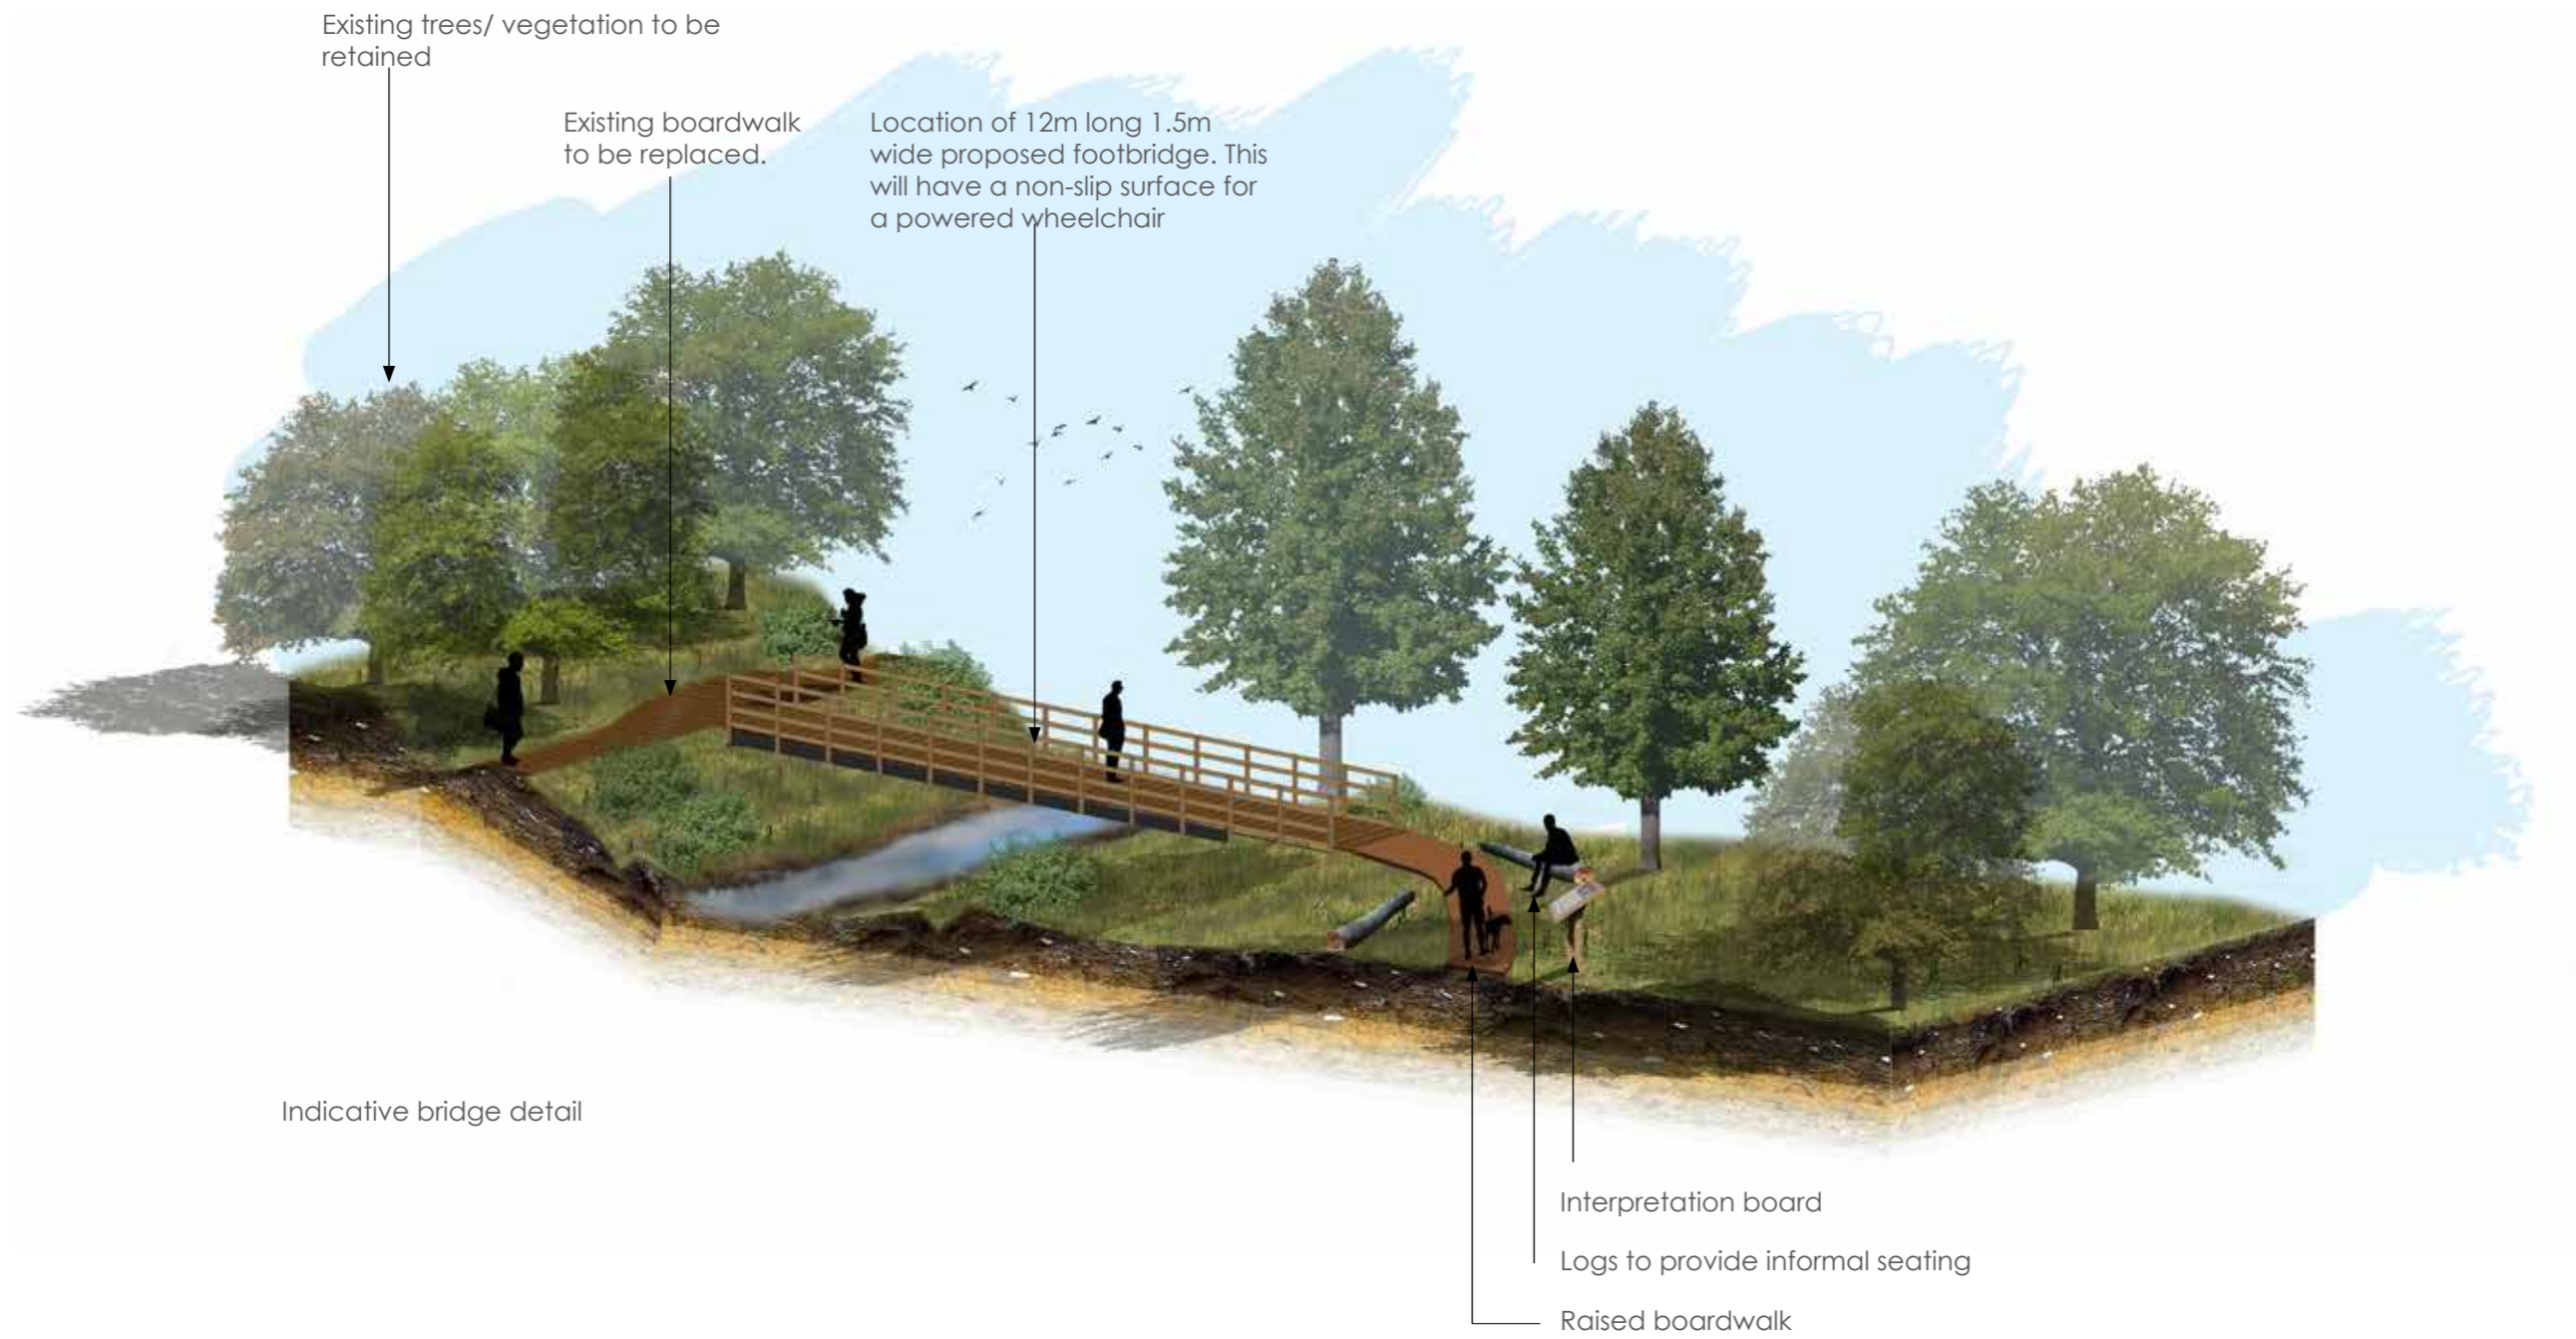 Existing trees/ vegetation to be
retained
Existing boardwalk
to be replaced.
Location of 12m long 1.5m
wide proposed footbridge. This
will have a non-slip surface for
a powered wheelchair
Indicative bridge detail
Interpretation board
Logs to provide informal seating
Raised boardwalk